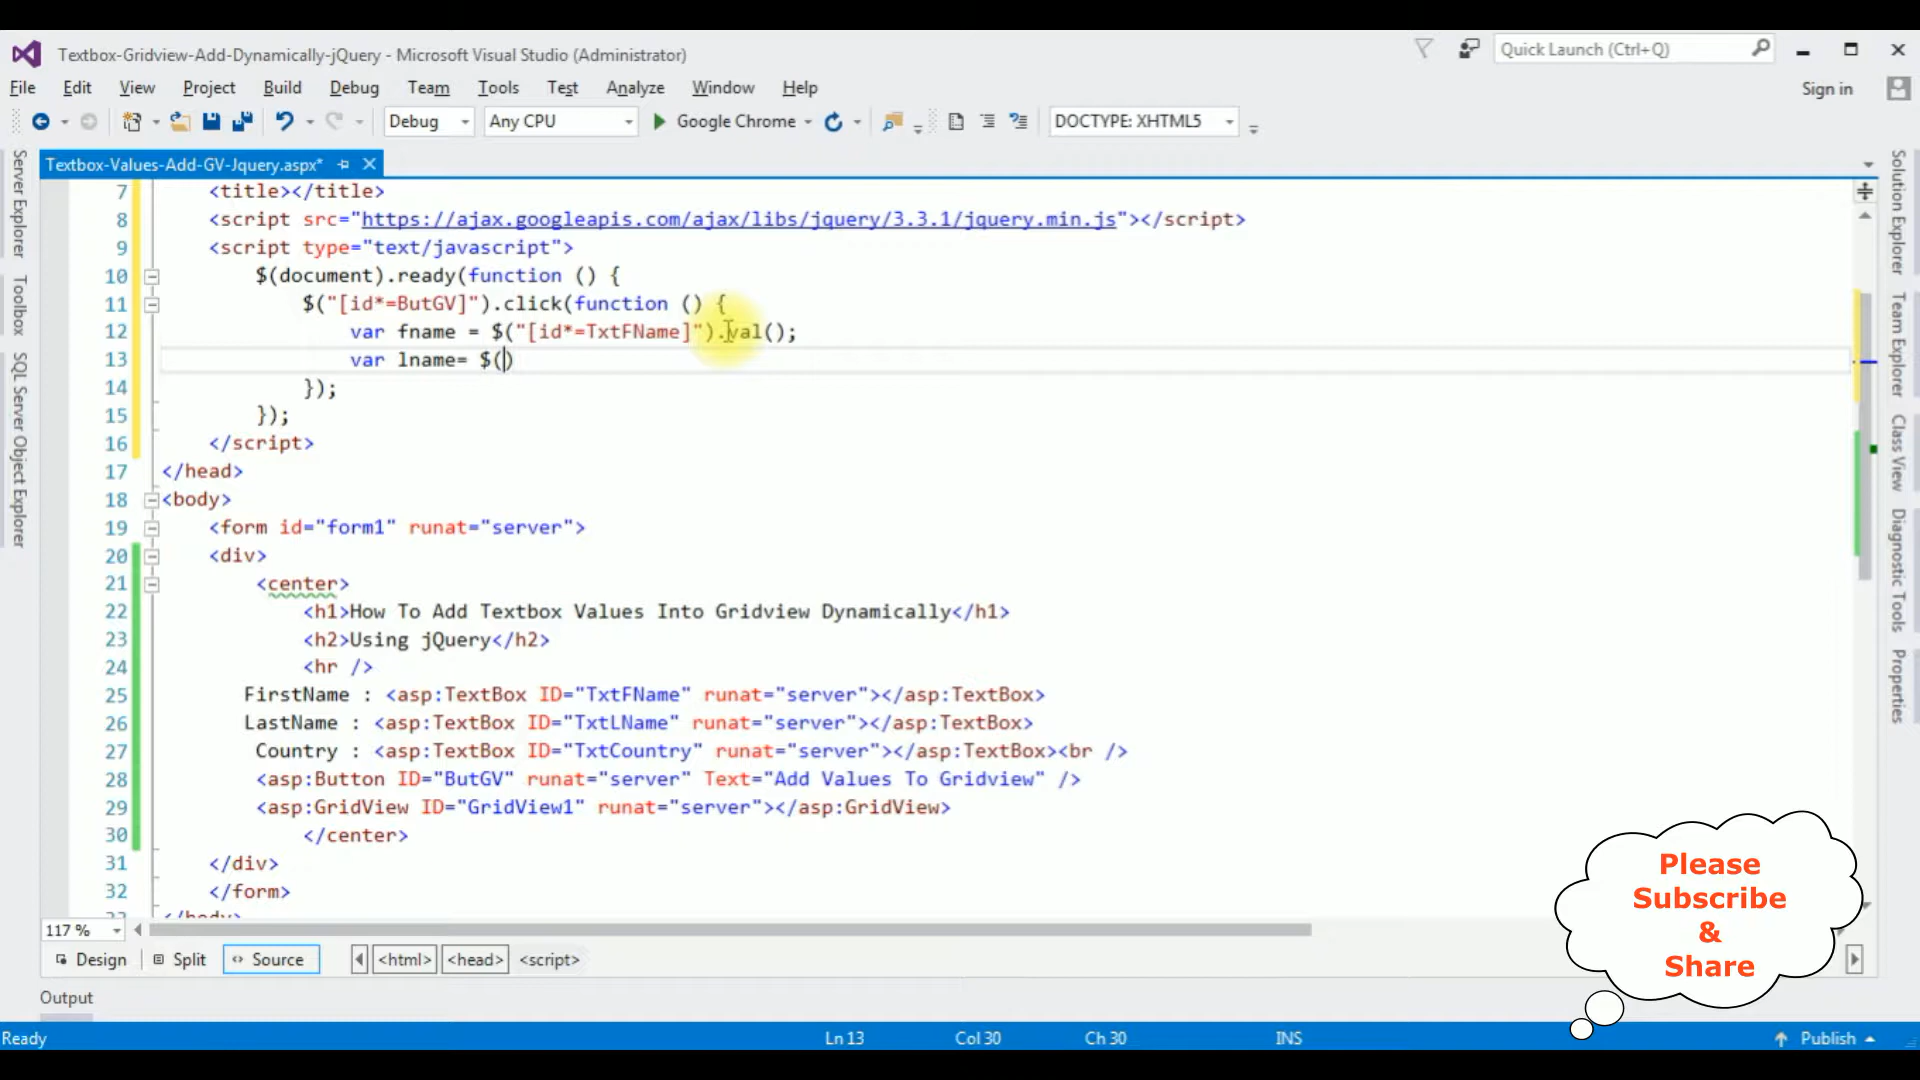 Textbox-Gridview-Add-Dynamically-jQuery - Microsoft Visual Studio (Administrator)
Quick Launch (Ctrl+Q)
File Edit View Project Build Debug Team Tools Test Analyze Window Help
Sign in
Debug Any CPU Google Chrome DOCTYPE: XHTML5
Textbox-Values-Add-GV-Jquery.aspx*
Server Explorer
Toolbox
SQL Server Object Explorer
7 <title></title>
8 <script src="https://ajax.googleapis.com/ajax/libs/jquery/3.3.1/jquery.min.js"></script>
9 <script type="text/javascript">
10 $(document).ready(function () {
11 $("[id*=ButGV]").click(function () {
12 var fname = $("[id*=TxtFName]").val();
13 var lname= $()
14 });
15 });
16 </script>
17 </head>
18 <body>
19 <form id="form1" runat="server">
20 <div>
21 <center>
22 <h1>How To Add Textbox Values Into Gridview Dynamically</h1>
23 <h2>Using jQuery</h2>
24 <hr />
25 FirstName : <asp:TextBox ID="TxtFName" runat="server"></asp:TextBox>
26 LastName : <asp:TextBox ID="TxtLName" runat="server"></asp:TextBox>
27 Country : <asp:TextBox ID="TxtCountry" runat="server"></asp:TextBox><br />
28 <asp:Button ID="ButGV" runat="server" Text="Add Values To Gridview" />
29 <asp:GridView ID="GridView1" runat="server"></asp:GridView>
30 </center>
31 </div>
32 </form>
33 </body>
Solution Explorer
Team Explorer
Class View
Diagnostic Tools
Properties
Please
Subscribe
&
Share
117 %
Design Split Source <html> <head> <script>
Output
Ready Ln 13 Col 30 Ch 30 INS Publish